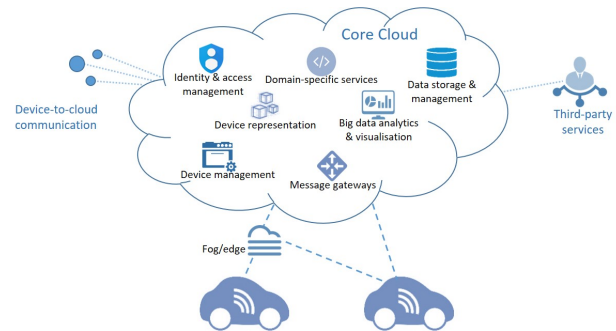 Core Cloud
Identity & access
management
</>
Domain-specific services
Data storage &
management
Device-to-cloud
communication
Third-party
services
Device representation
Big data analytics
& visualisation
Device management
Message gateways
Fog/edge